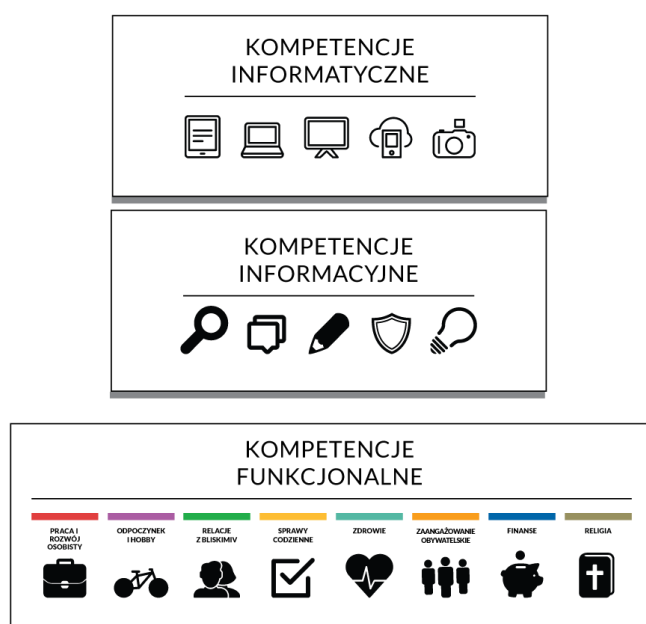 KOMPETENCJE
INFORMATYCZNE
KOMPETENCJE
INFORMACYJNE
KOMPETENCJE
FUNKCJONALNE
PRACA I
ROZWÓJ
OSOBISTY
ODPOCZYNEK
I HOBBY
RELACJE
Z BLISKIMIV
SPRAWY
CODZIENNE
ZDROWIE
ZAANGAŻOWANIE
OBYWATELSKIE
FINANSE
RELIGIA